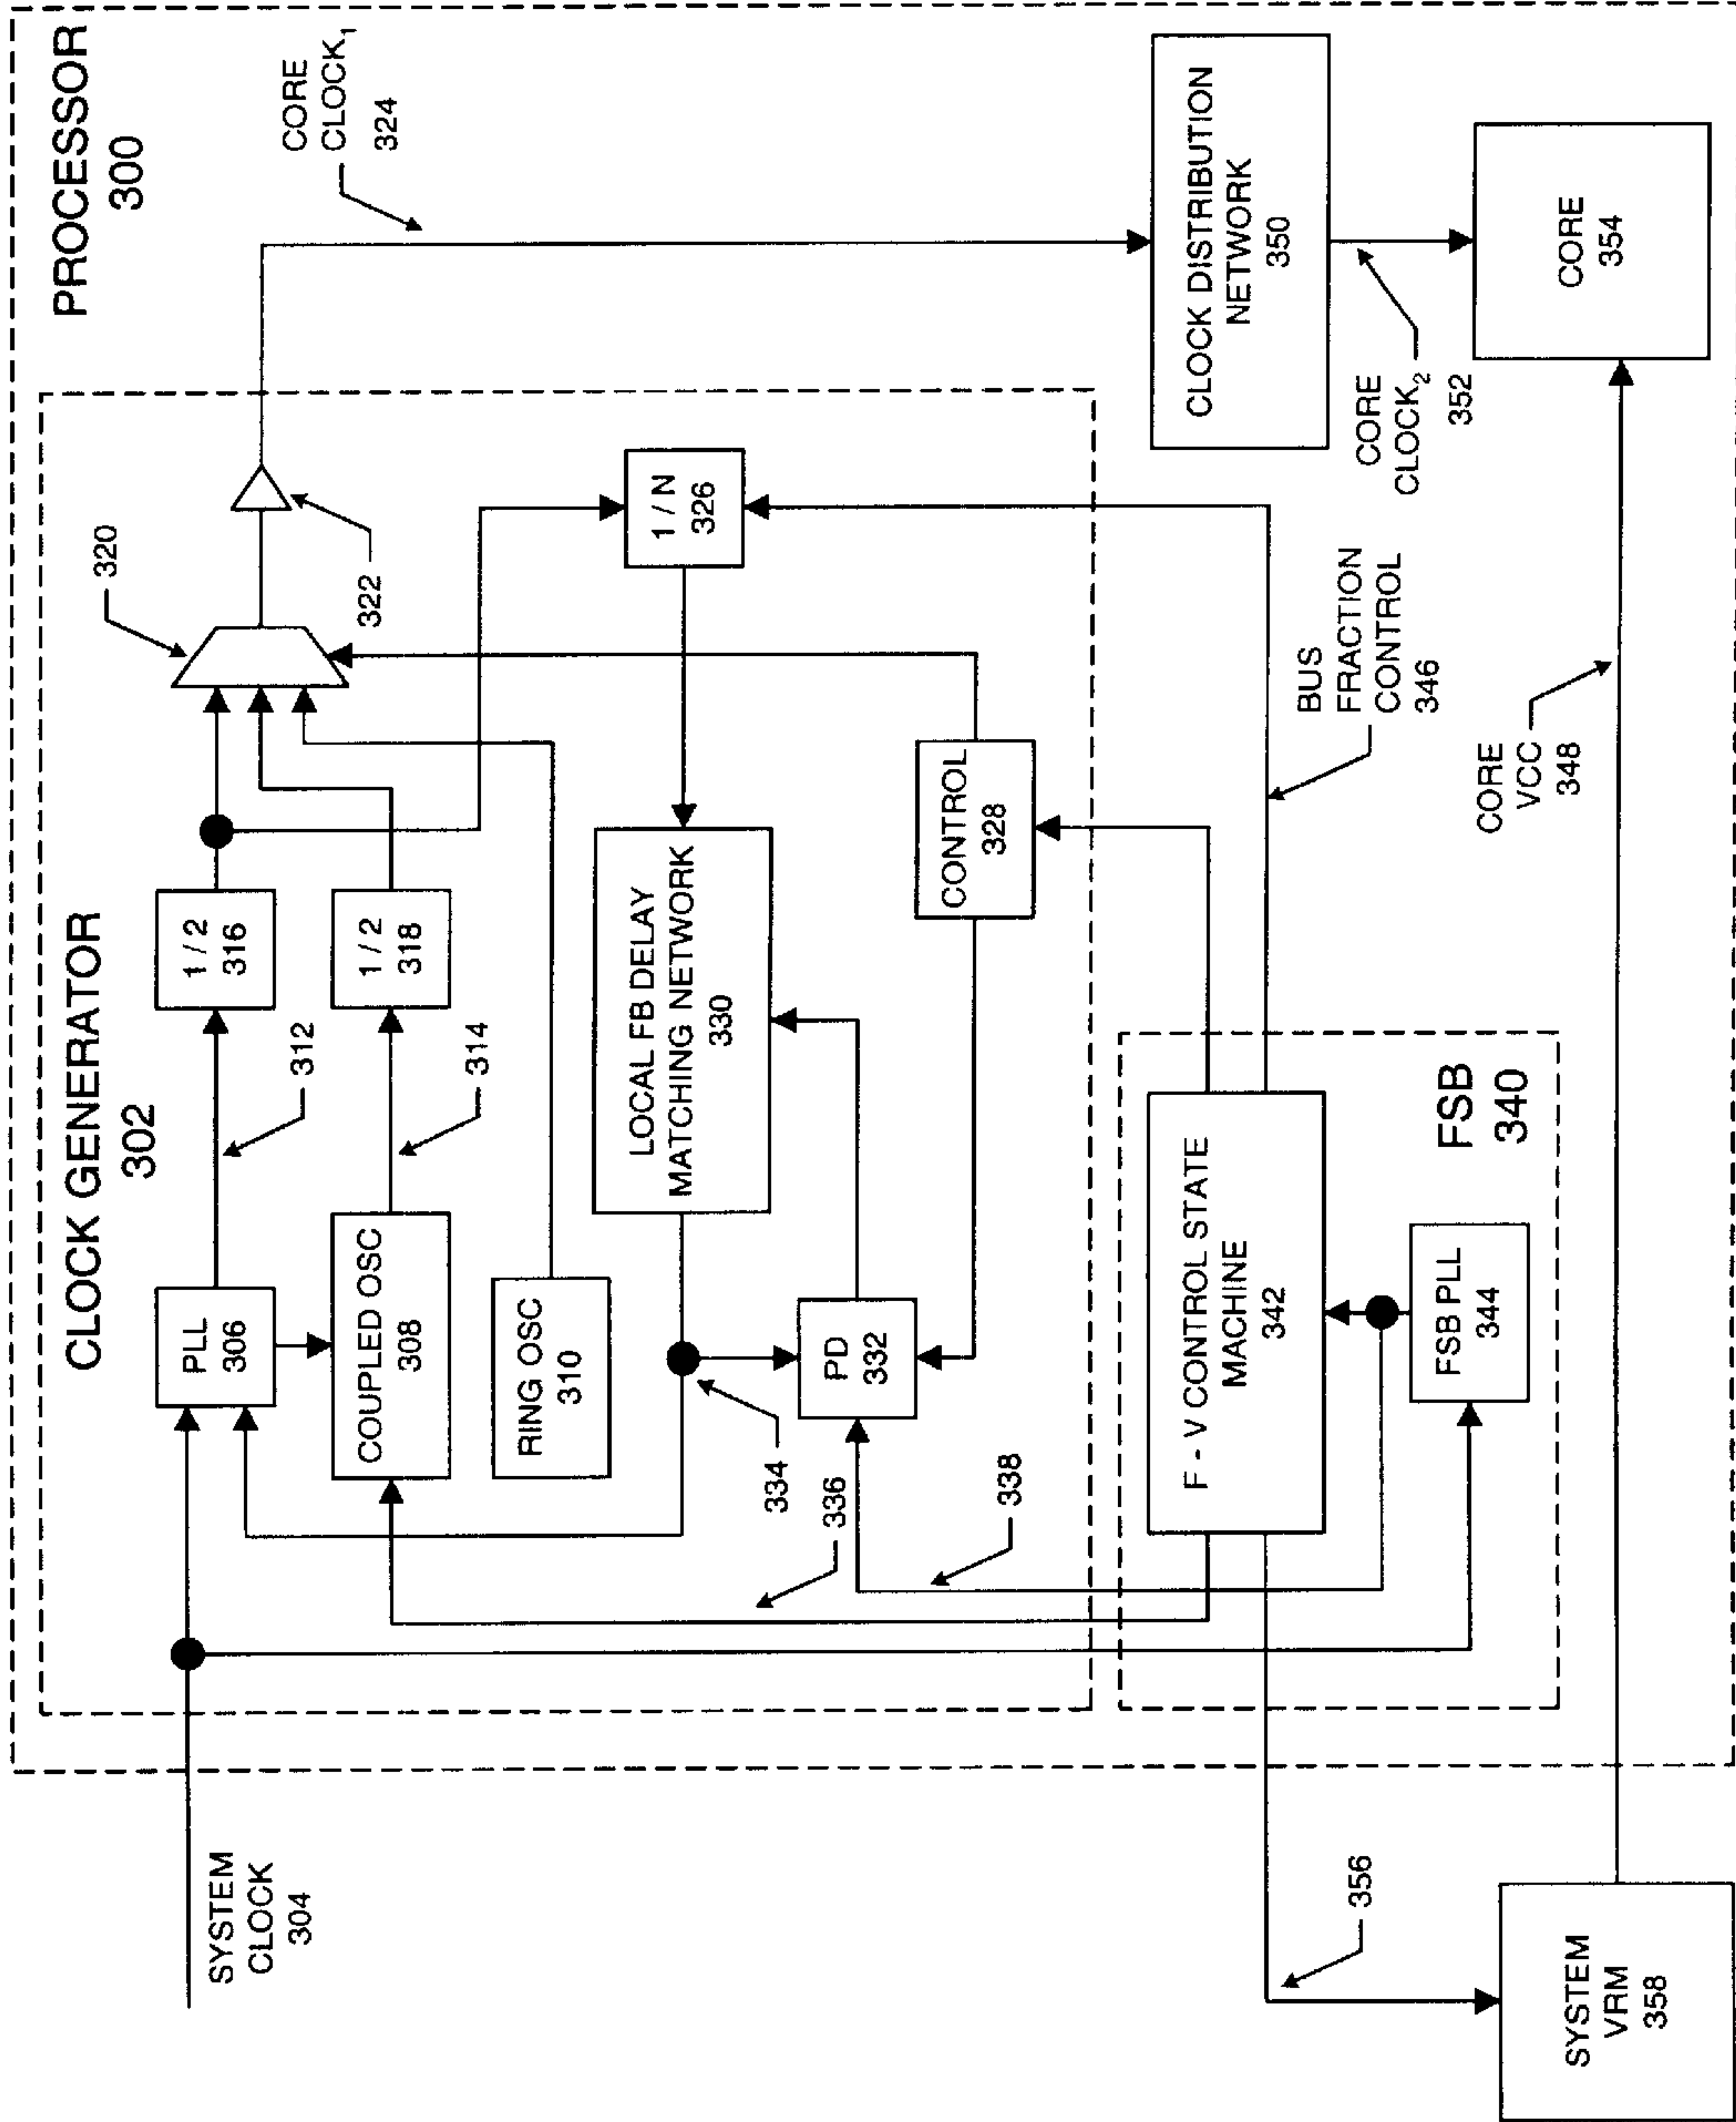 PROCESSOR
300
CLOCK GENERATOR
302
SYSTEM
CLOCK
304
PLL
306
312
1 / 2
316
320
322
CORE
CLOCK1
324
COUPLED OSC
308
314
1 / 2
318
RING OSC
310
LOCAL FB DELAY
MATCHING NETWORK
330
1 / N
326
334
PD
332
CONTROL
328
336
338
F - V CONTROL STATE
MACHINE
342
FSB PLL
344
FSB
340
BUS
FRACTION
CONTROL
346
CLOCK DISTRIBUTION
NETWORK
350
CORE
CLOCK2
352
CORE
354
CORE
VCC
348
356
SYSTEM
VRM
358